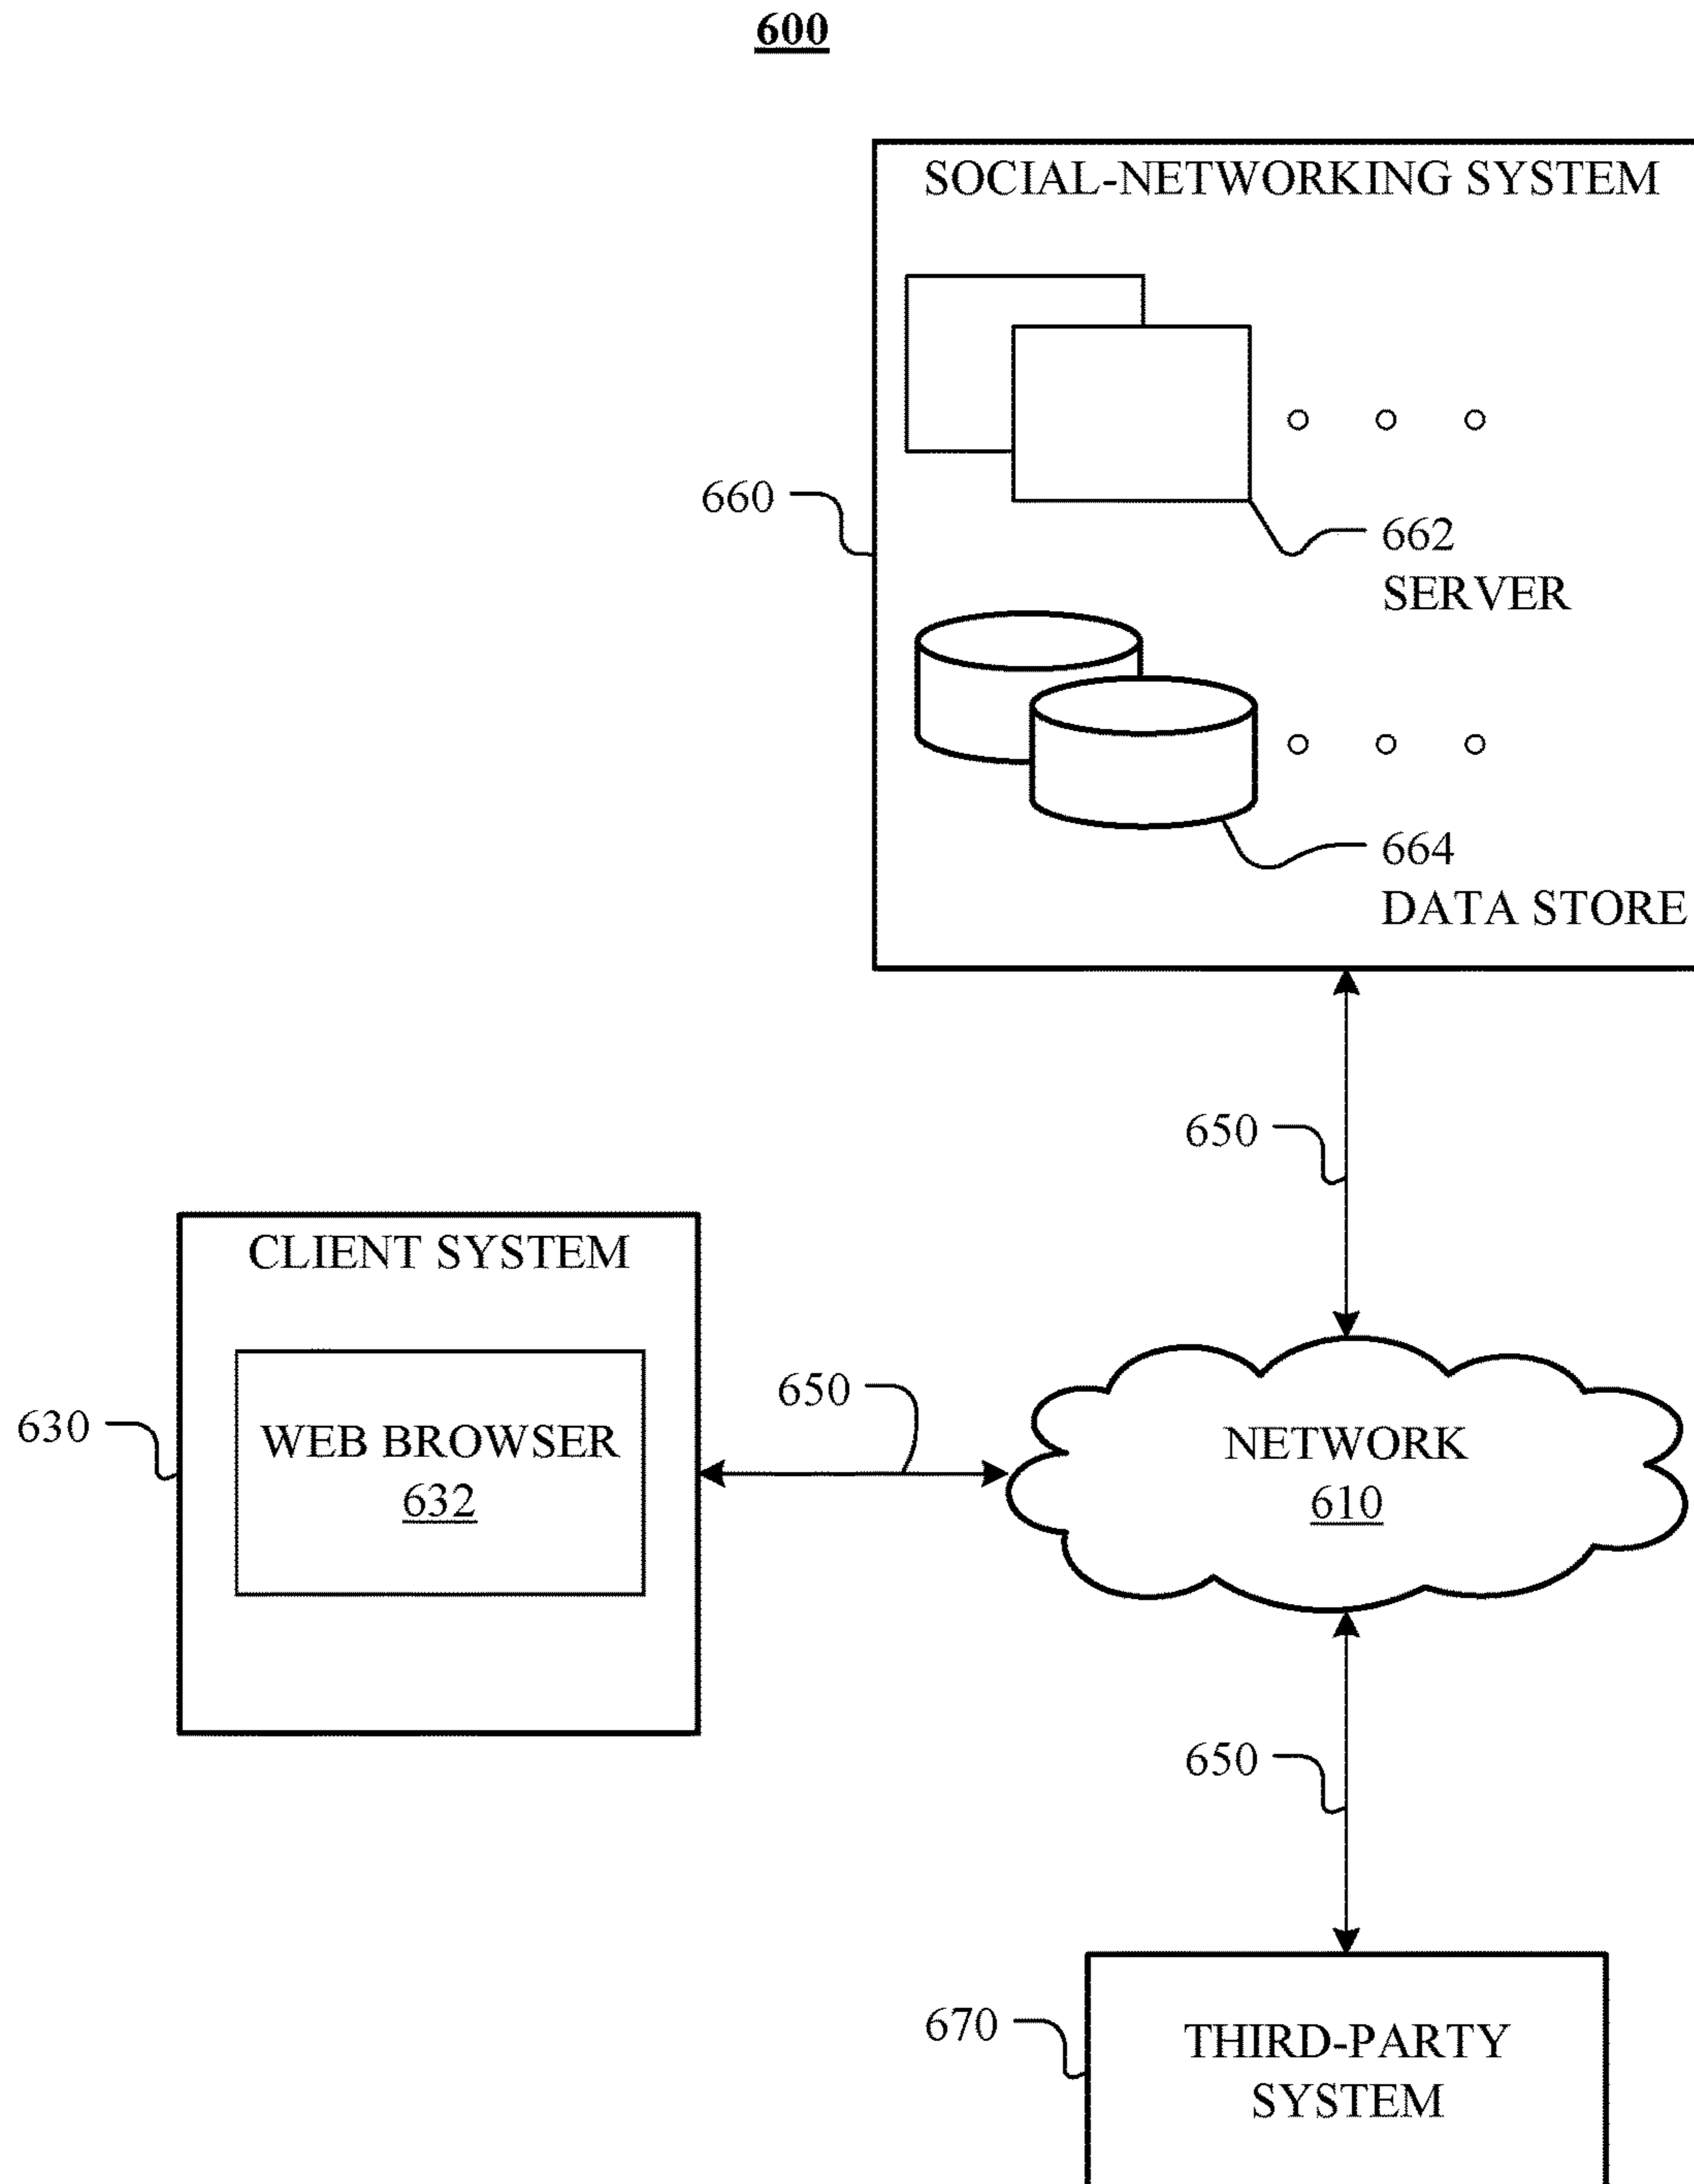 600
SOCIAL-NETWORKING SYSTEM
660
662
SERVER
664
DATA STORE
650
CLIENT SYSTEM
630
WEB BROWSER
632
650
NETWORK
610
650
670
THIRD-PARTY
SYSTEM